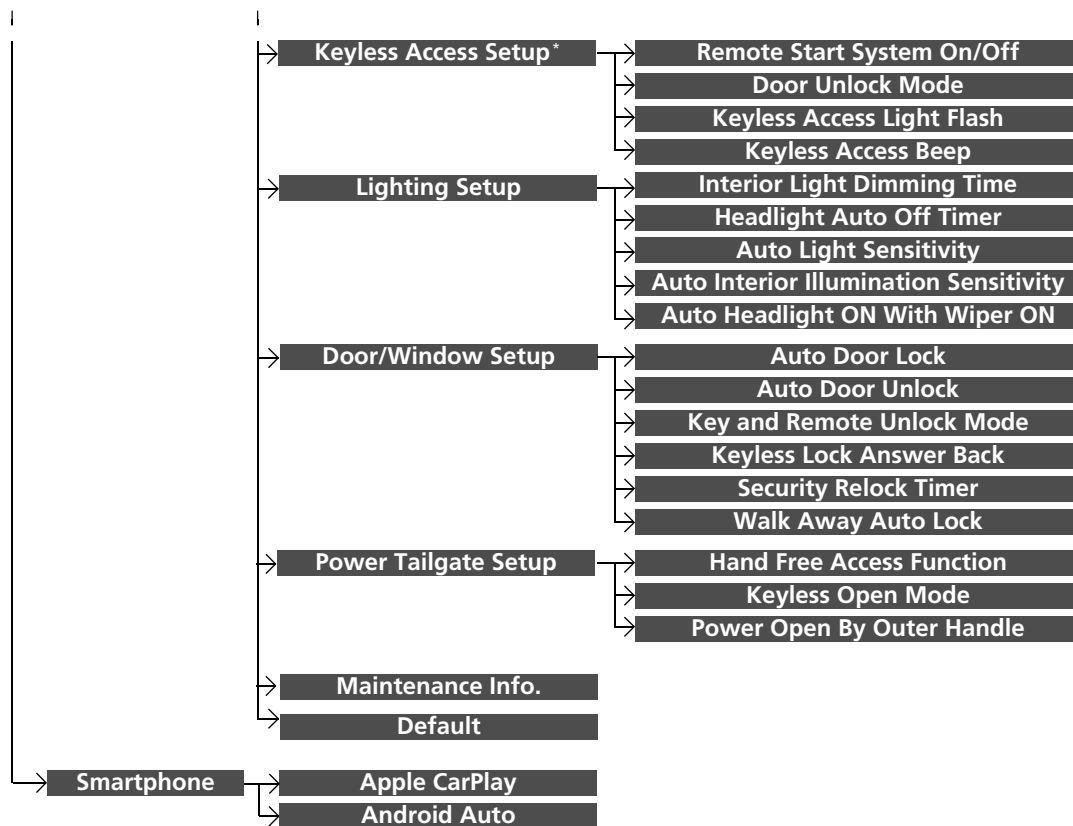 Keyless Access Setup*
Remote Start System On/Off
Door Unlock Mode
Keyless Access Light Flash
Keyless Access Beep
Lighting Setup
Interior Light Dimming Time
Headlight Auto Off Timer
Auto Light Sensitivity
Auto Interior Illumination Sensitivity
Auto Headlight ON With Wiper ON
Door/Window Setup
Auto Door Lock
Auto Door Unlock
Key and Remote Unlock Mode
Keyless Lock Answer Back
Security Relock Timer
Walk Away Auto Lock
Power Tailgate Setup
Hand Free Access Function
Keyless Open Mode
Power Open By Outer Handle
Maintenance Info.
Default
Smartphone
Apple CarPlay
Android Auto